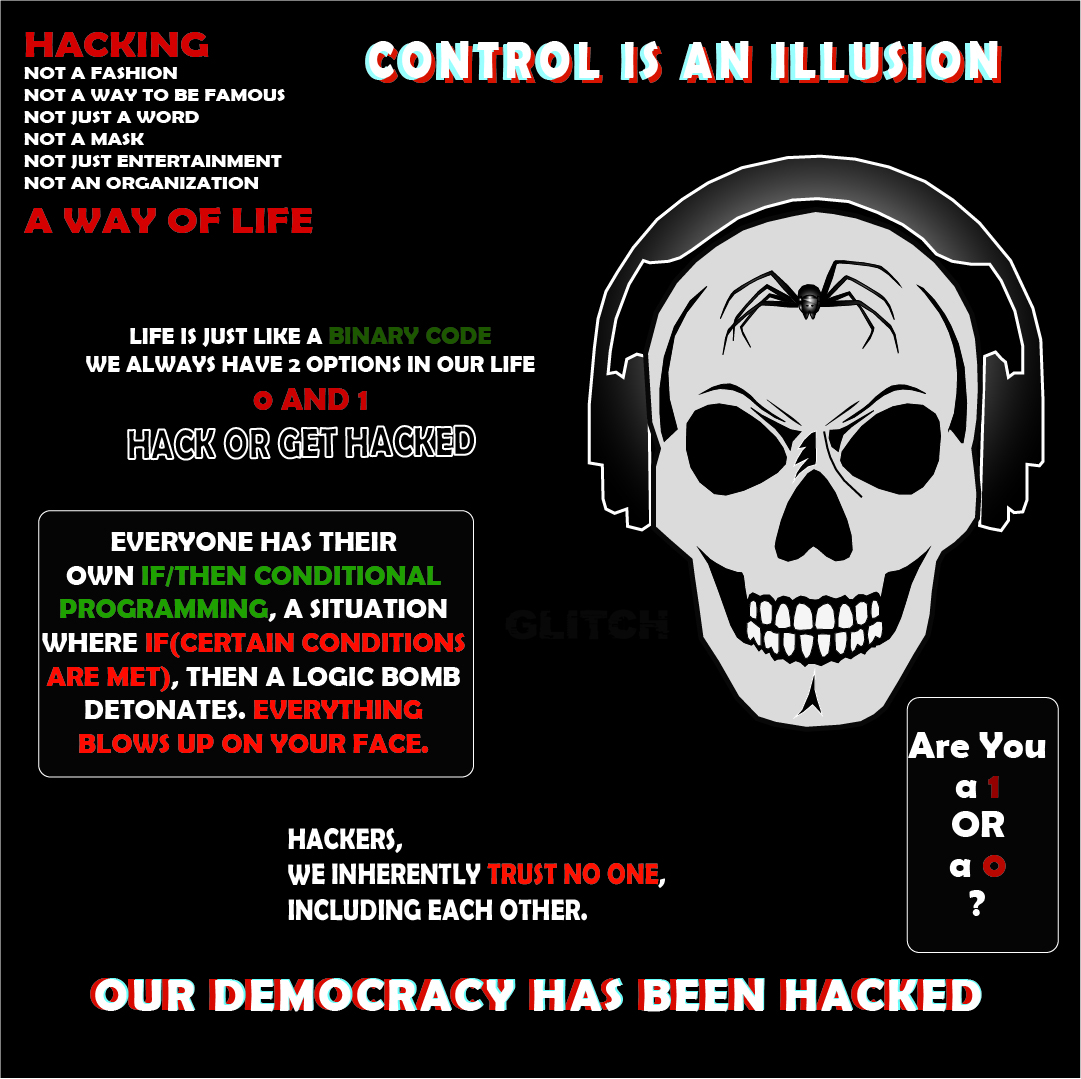 HACKING
NOT A FASHION
NOT A WAY TO BE FAMOUS
NOT JUST A WORD
NOT A MASK
NOT JUST ENTERTAINMENT
NOT AN ORGANIZATION
A WAY OF LIFE
CONTROL IS AN ILLUSION
LIFE IS JUST LIKE A BINARY CODE
WE ALWAYS HAVE 2 OPTIONS IN OUR LIFE
0 AND 1
HACK OR GET HACKED
EVERYONE HAS THEIR
OWN IF/THEN CONDITIONAL
PROGRAMMING, A SITUATION
WHERE IF(CERTAIN CONDITIONS
ARE MET), THEN A LOGIC BOMB
DETONATES. EVERYTHING
BLOWS UP ON YOUR FACE.
GLITCH
Are You
a 1
OR
a 0
?
HACKERS,
WE INHERENTLY TRUST NO ONE,
INCLUDING EACH OTHER.
OUR DEMOCRACY HAS BEEN HACKED